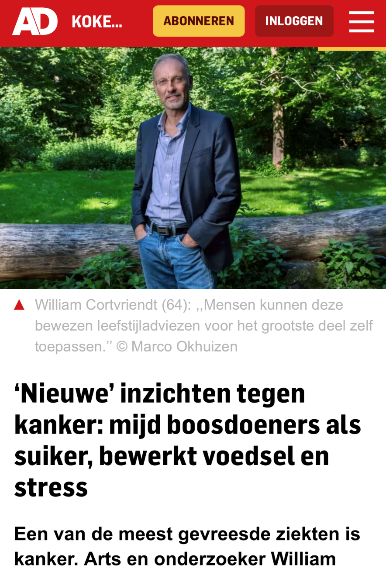 AD KOKE... ABONNEREN INLOGGEN
William Cortvriendt (64): ,,Mensen kunnen deze
bewezen leefstijladviezen voor het grootste deel zelf
toepassen.’’ © Marco Okhuizen
‘Nieuwe’ inzichten tegen
kanker: mijd boosdoeners als
suiker, bewerkt voedsel en
stress
Een van de meest gevreesde ziekten is
kanker. Arts en onderzoeker William